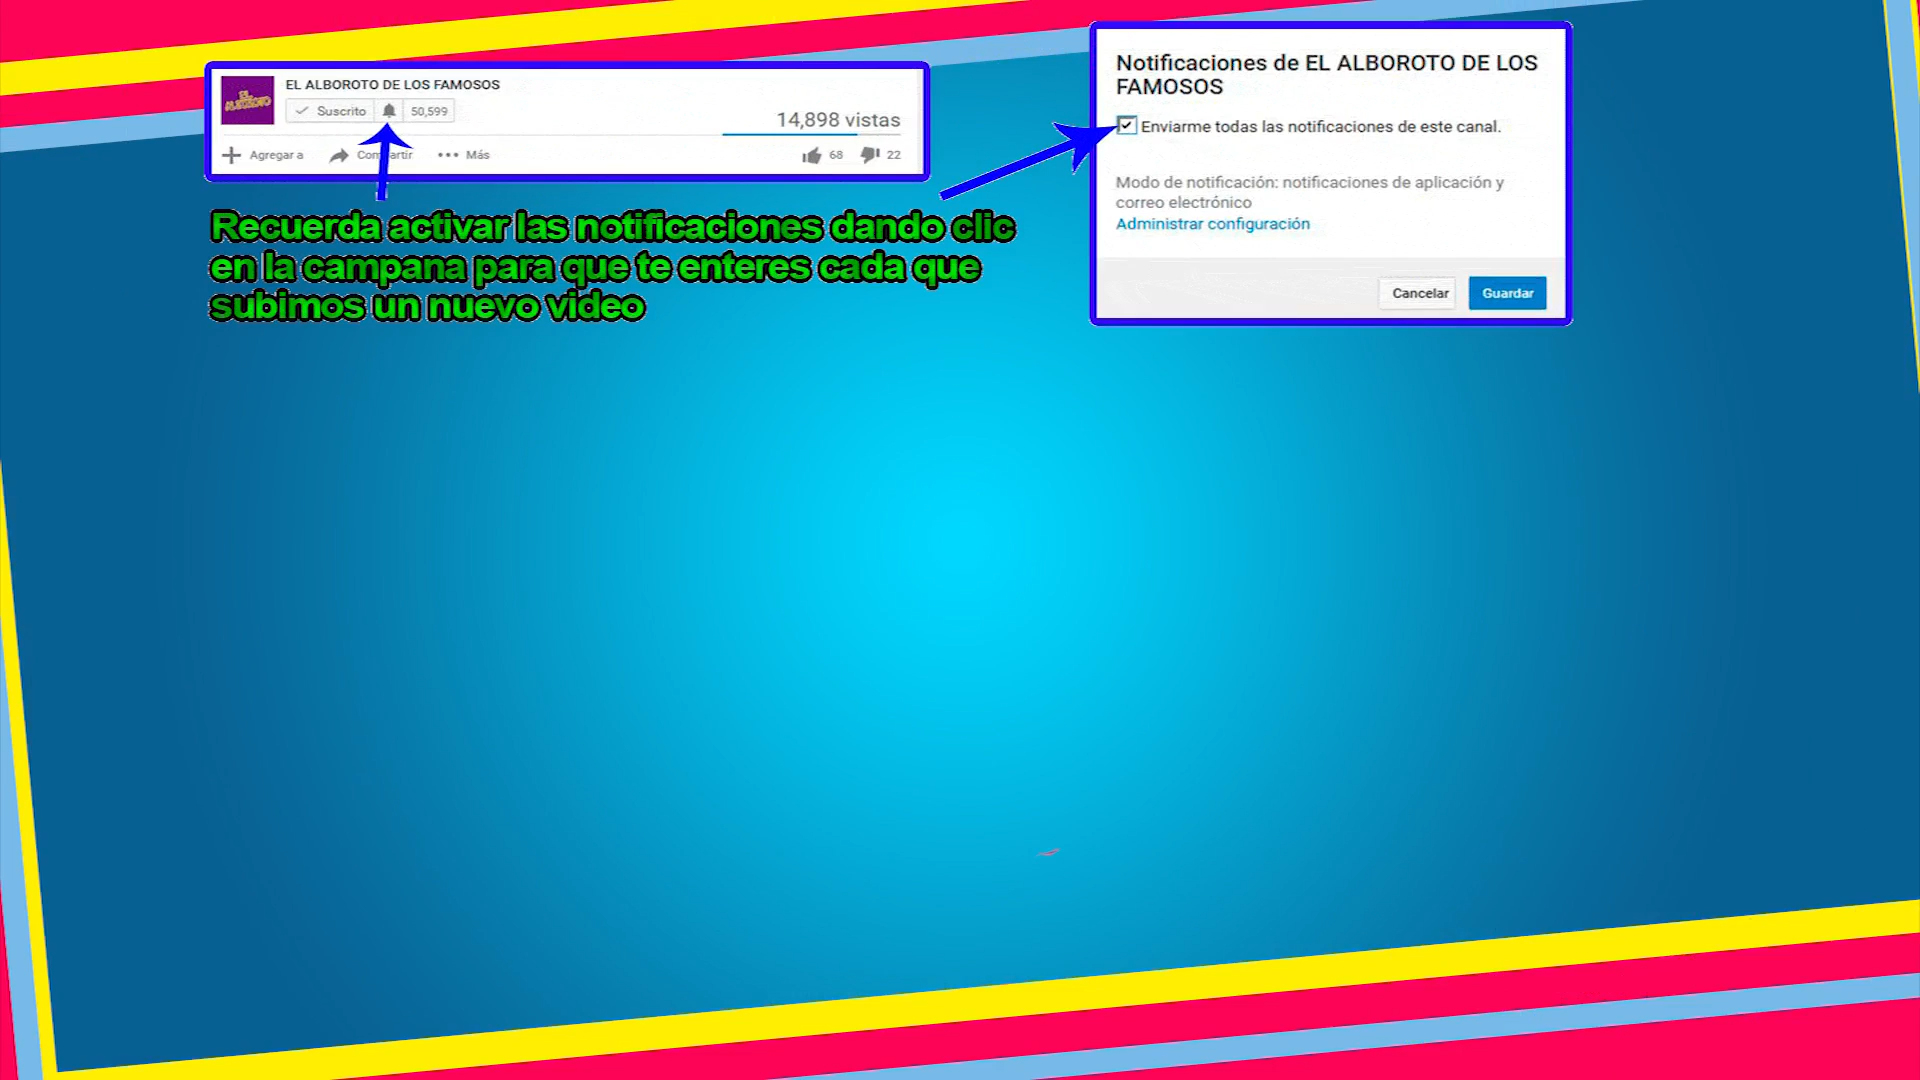 EL ALBOROTO DE LOS FAMOSOS
EL
ALBOROTO
Suscrito 50,599
14,898 vistas
Agregar a Compartir Más 68 22
Recuerda activar las notificaciones dando clic
en la campana para que te enteres cada que
subimos un nuevo video
Notificaciones de EL ALBOROTO DE LOS
FAMOSOS
Enviarme todas las notificaciones de este canal.
Modo de notificación: notificaciones de aplicación y
correo electrónico
Administrar configuración
Cancelar Guardar